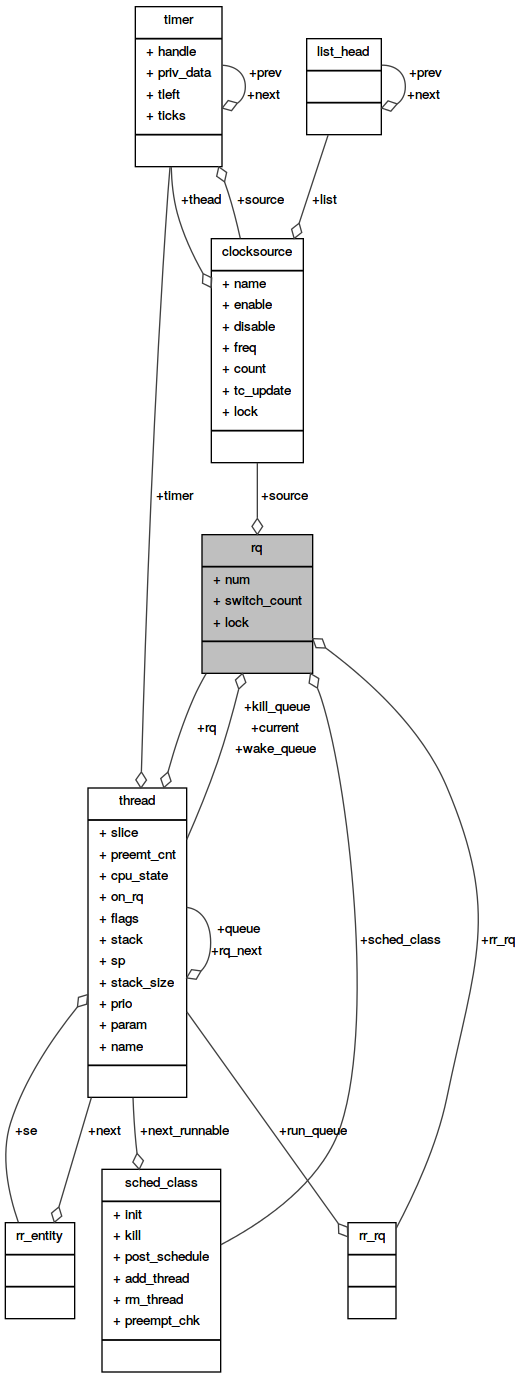 timer
+ handle
+ priv_data
+ tleft
+ ticks
+prev
+next
list_head
+prev
+next
+thead
+source
+list
clocksource
+ name
+ enable
+ disable
+ freq
+ count
+ tc_update
+ lock
+timer
+source
rq
+ num
+ switch_count
+ lock
+rq
+kill_queue
+current
+wake_queue
thread
+ slice
+ preemt_cnt
+ cpu_state
+ on_rq
+ flags
+ stack
+ sp
+ stack_size
+ prio
+ param
+ name
+queue
+rq_next
+sched_class
+rr_rq
+se
+next
+next_runnable
+run_queue
rr_entity
sched_class
+ init
+ kill
+ post_schedule
+ add_thread
+ rm_thread
+ preempt_chk
rr_rq